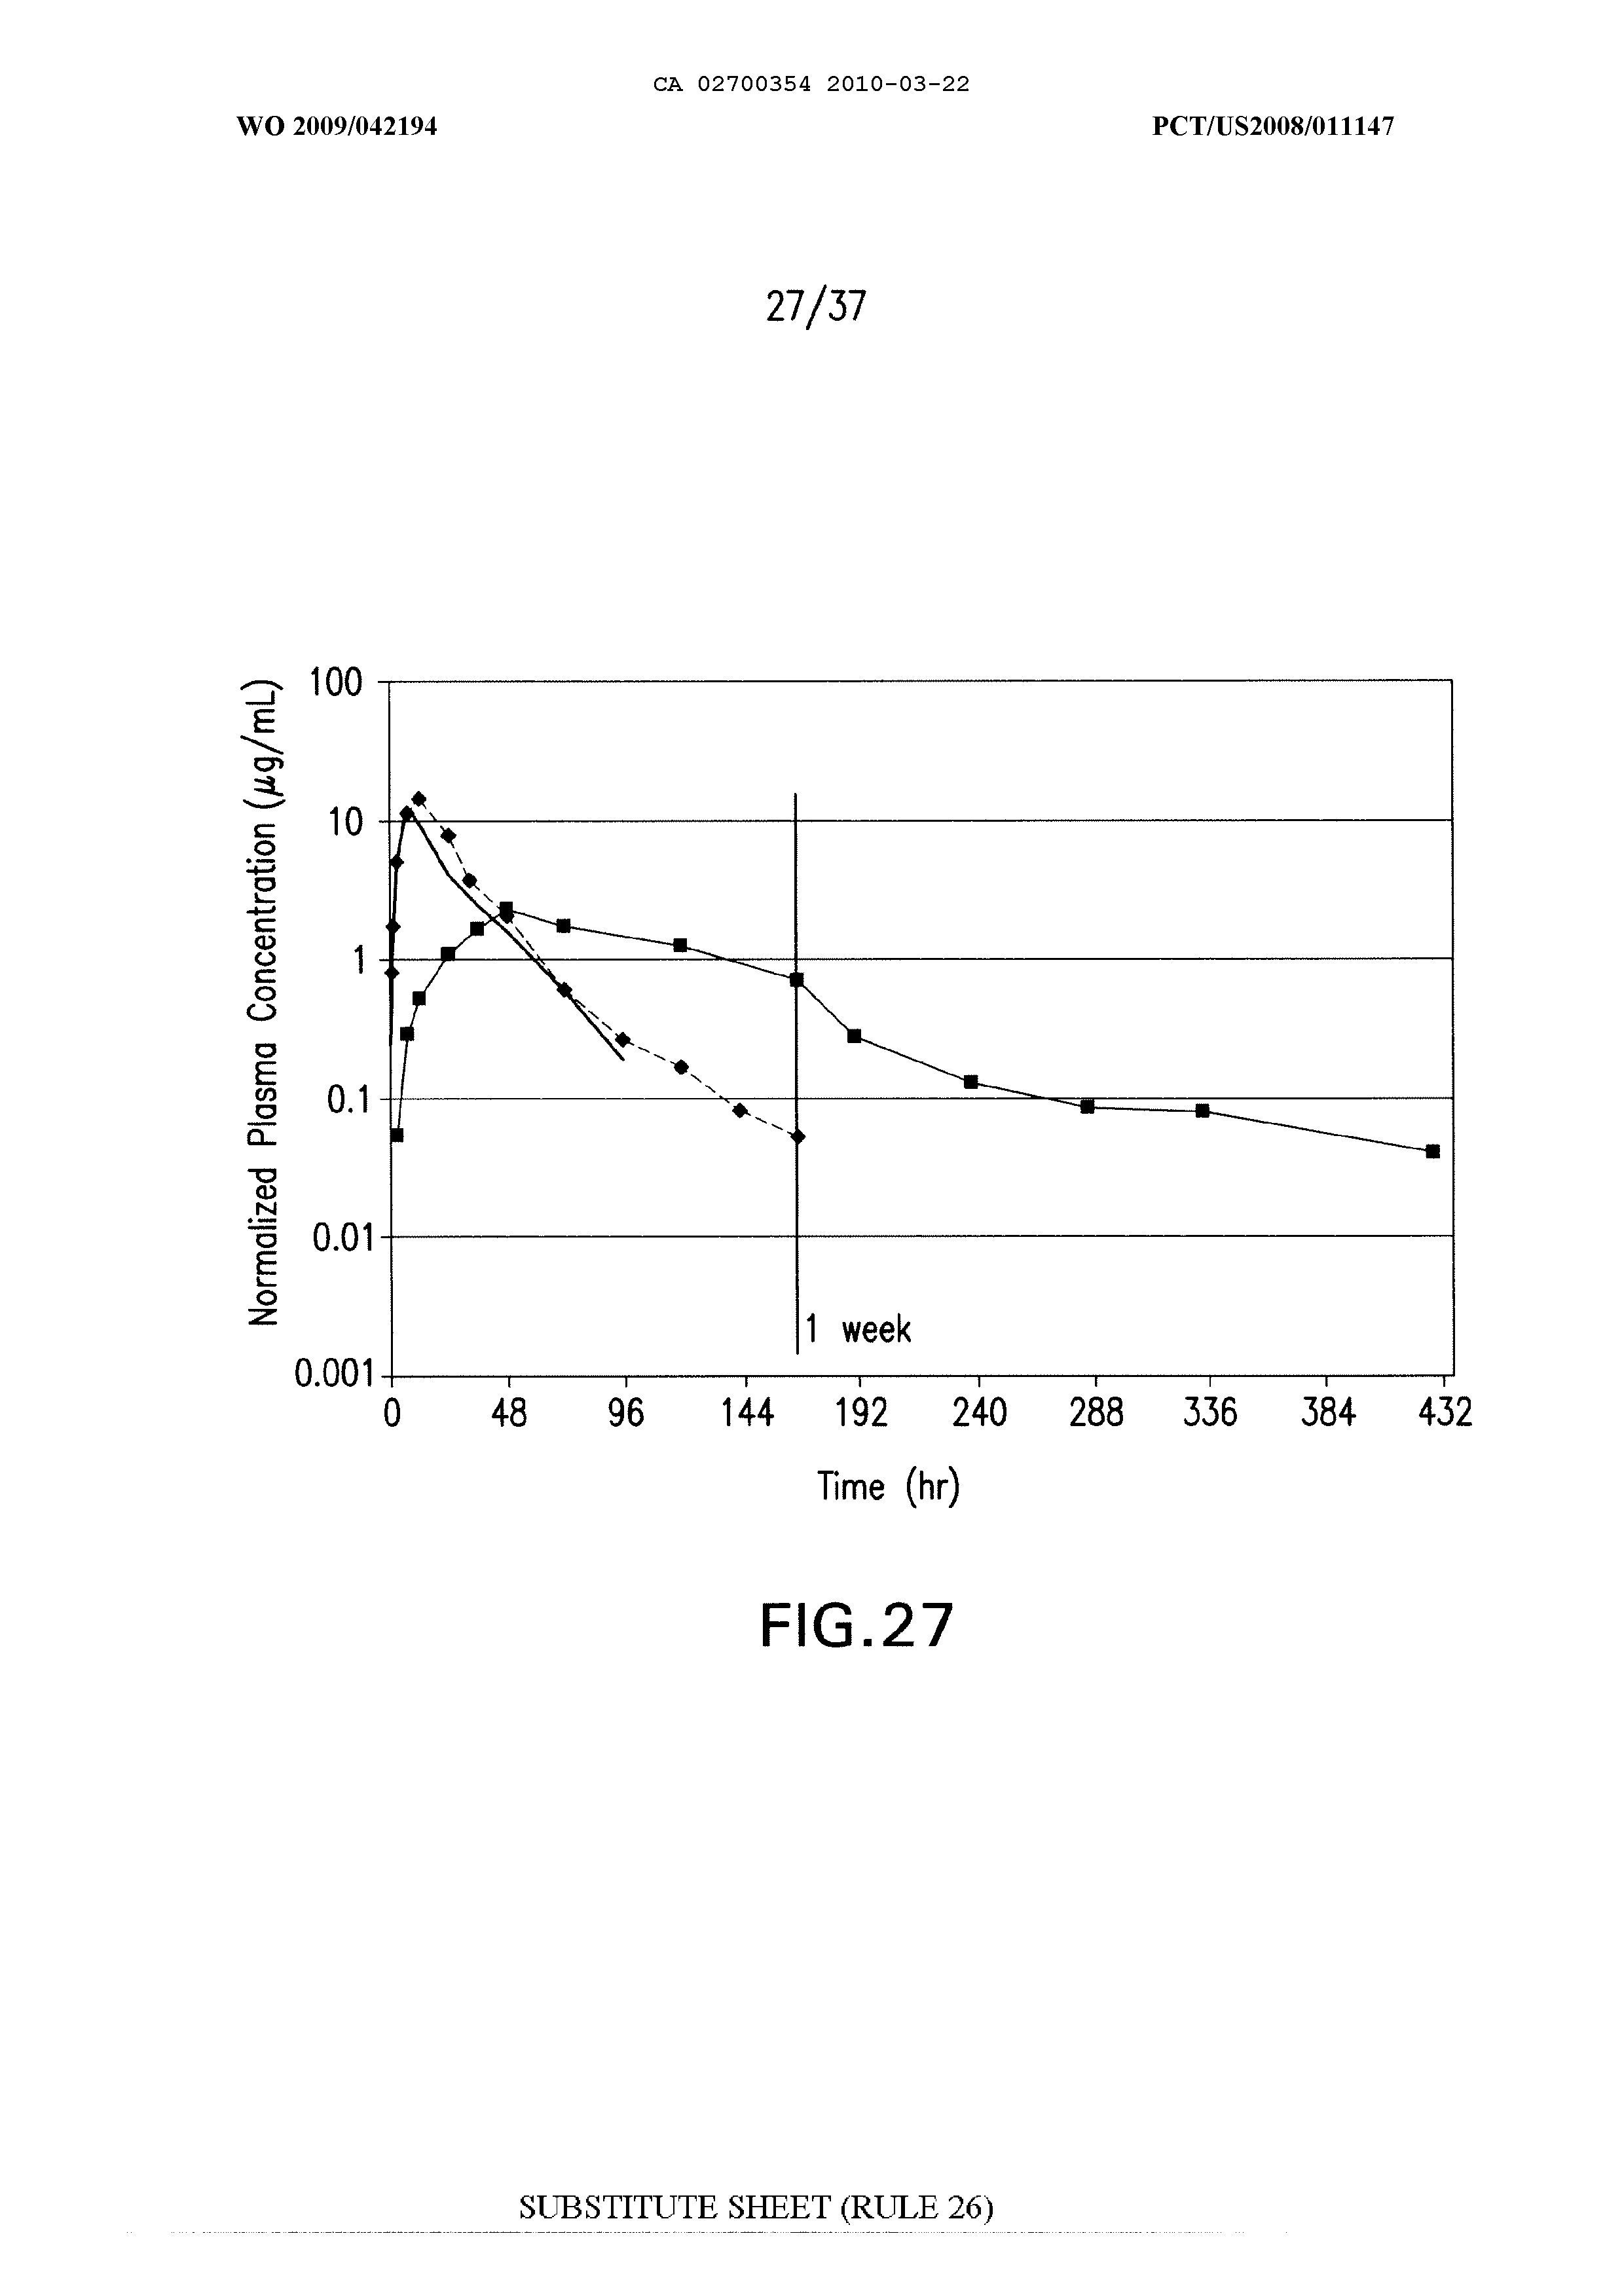 CA 02700354 2010-03-22
WO 2009/042194
PCT/US2008/011147
27/37
Normalized Plasma Concentration (µg/mL)
100
10
1
0.1
0.01
0.001
1 week
0 48 96 144 192 240 288 336 384 432
Time (hr)
FIG.27
SUBSTITUTE SHEET (RULE 26)